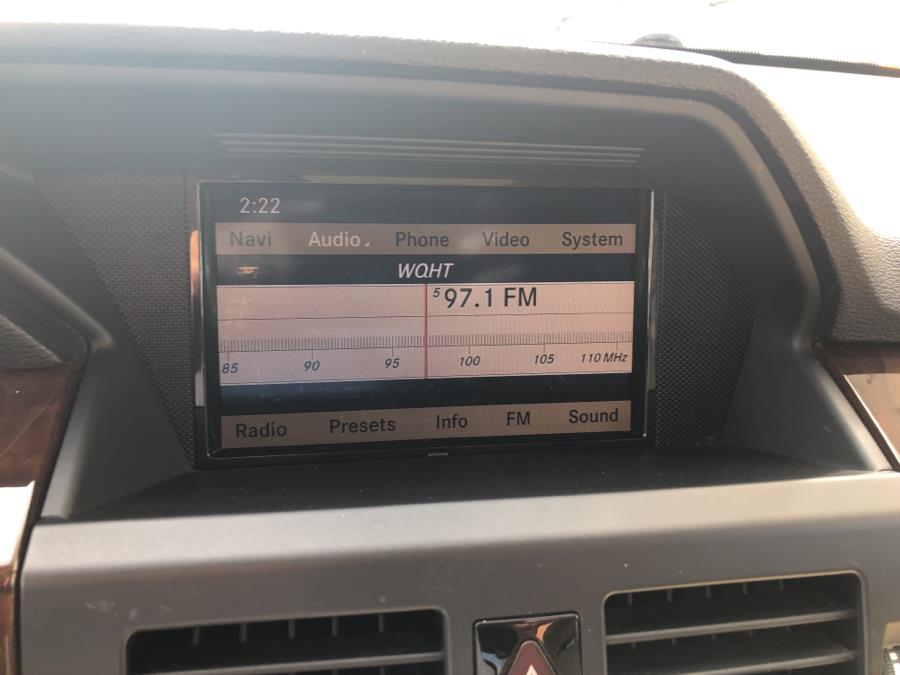 2:22
Navi Audio Phone Video System
WQHT
5 97.1 FM
85 90 95 100 105 110 MHz
Radio Presets Info FM Sound